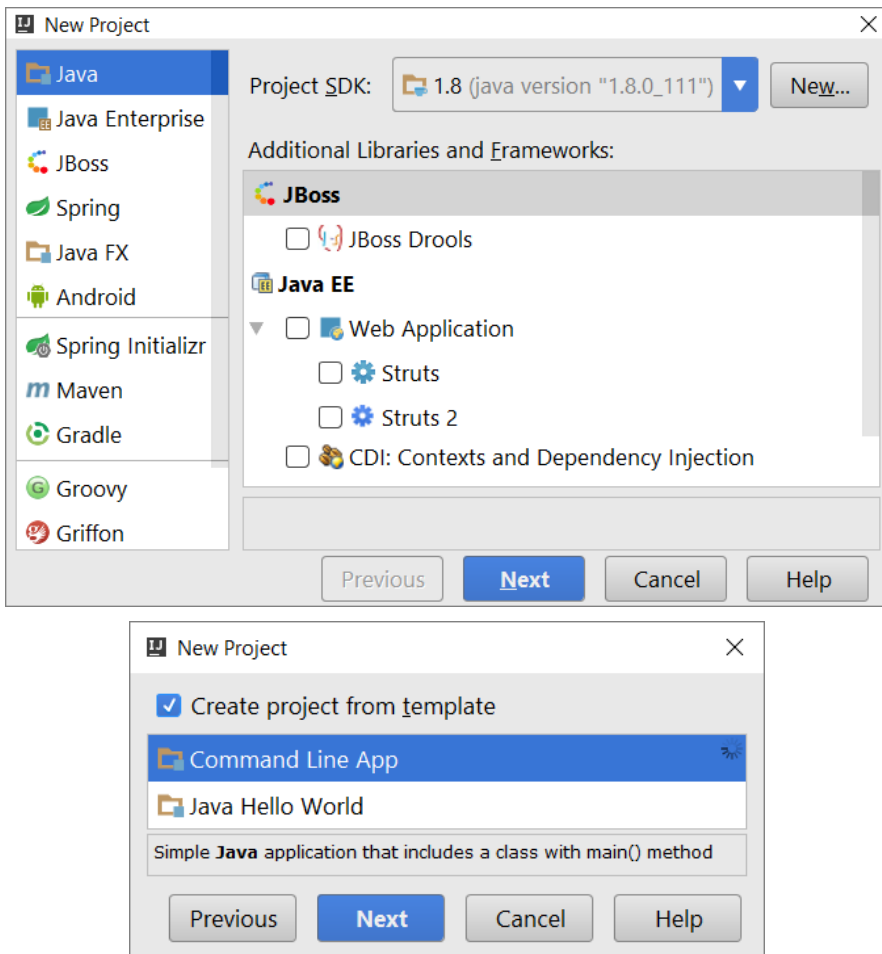 New Project
Java
Java Enterprise
JBoss
Spring
Java FX
Android
Spring Initializr
Maven
Gradle
Groovy
Griffon
Project SDK: 1.8 (java version "1.8.0_111") New...
Additional Libraries and Frameworks:
JBoss
JBoss Drools
Java EE
Web Application
Struts
Struts 2
CDI: Contexts and Dependency Injection
Previous Next Cancel Help
New Project
Create project from template
Command Line App
Java Hello World
Simple Java application that includes a class with main() method
Previous Next Cancel Help